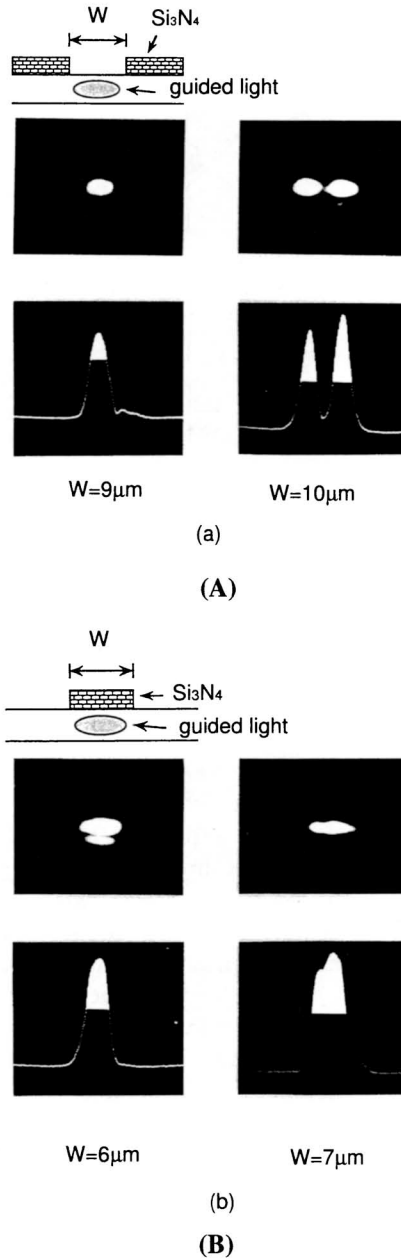 W
Si₃N₄
guided light
W=9μm
W=10μm
(a)
(A)
W
Si₃N₄
guided light
W=6μm
W=7μm
(b)
(B)